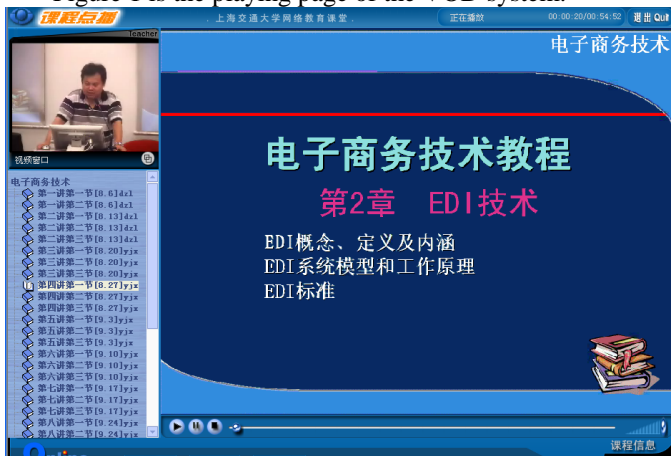 Figure 1 is the playing page of the VOD system.
课程点播
.上海交通大学网络教育课堂.
正在播放
00:00:20/00:54:52
退出 Quit
Teacher
视频窗口
电子商务技术
电子商务技术教程
第2章 EDI技术
EDI概念、定义及内涵
EDI系统模型和工作原理
EDI标准
电子商务技术
第一讲第一节[8.6]dzl
第一讲第二节[8.6]dzl
第二讲第一节[8.13]dzl
第二讲第二节[8.13]dzl
第二讲第三节[8.13]dzl
第三讲第一节[8.20]yjx
第三讲第二节[8.20]yjx
第三讲第三节[8.20]yjx
第四讲第一节[8.27]yjx
第四讲第二节[8.27]yjx
第四讲第三节[8.27]yjx
第五讲第一节[9.3]yjx
第五讲第二节[9.3]yjx
第五讲第三节[9.3]yjx
第六讲第一节[9.10]yjx
第六讲第二节[9.10]yjx
第六讲第三节[9.10]yjx
第七讲第一节[9.17]yjx
第七讲第二节[9.17]yjx
第七讲第三节[9.17]yjx
第八讲第一节[9.24]yjx
第八讲第二节[9.24]yjx
课程信息
Online